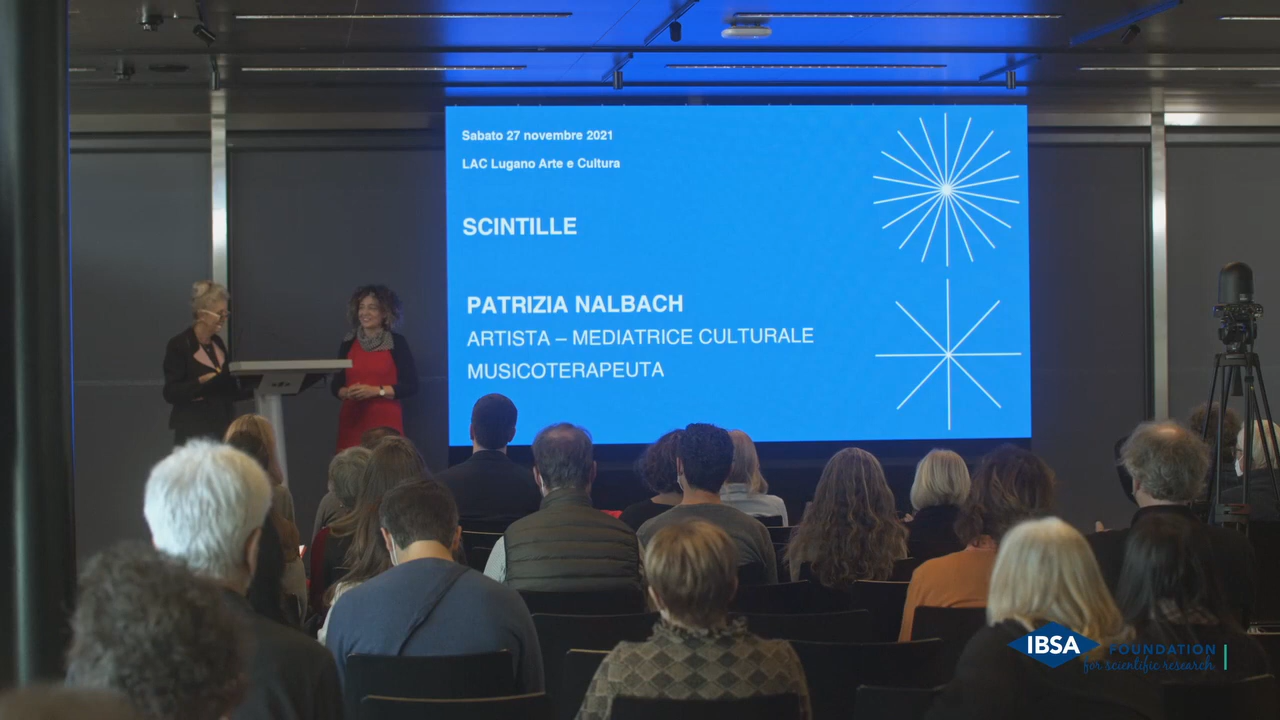 Sabato 27 novembre 2021
LAC Lugano Arte e Cultura
SCINTILLE
PATRIZIA NALBACH
ARTISTA – MEDIATRICE CULTURALE
MUSICOTERAPEUTA
IBSA FOUNDATION
for scientific research